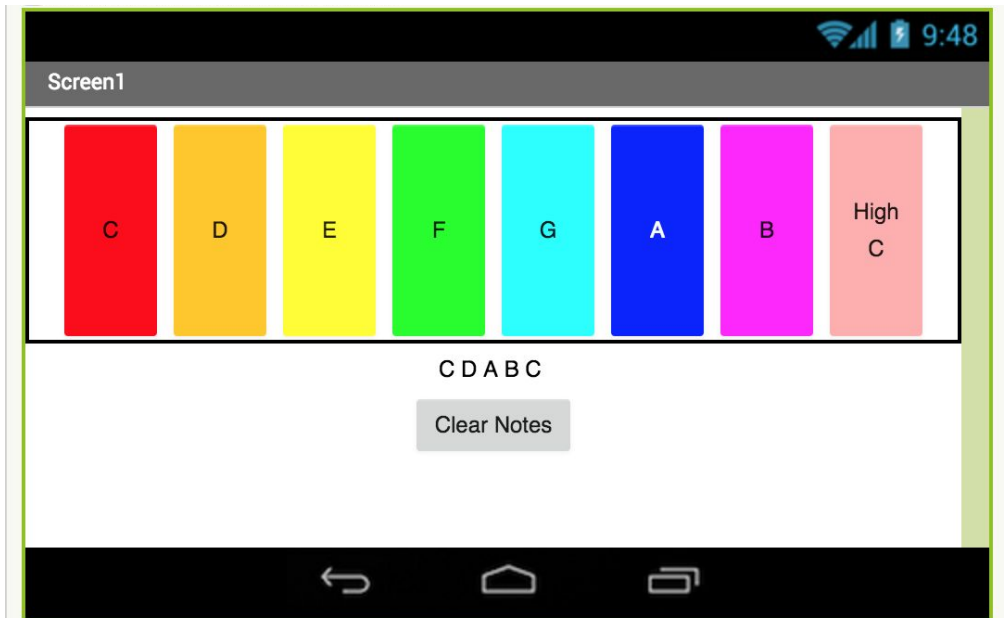 9:48
Screen1
C D E F G A B High
C
C D A B C
Clear Notes